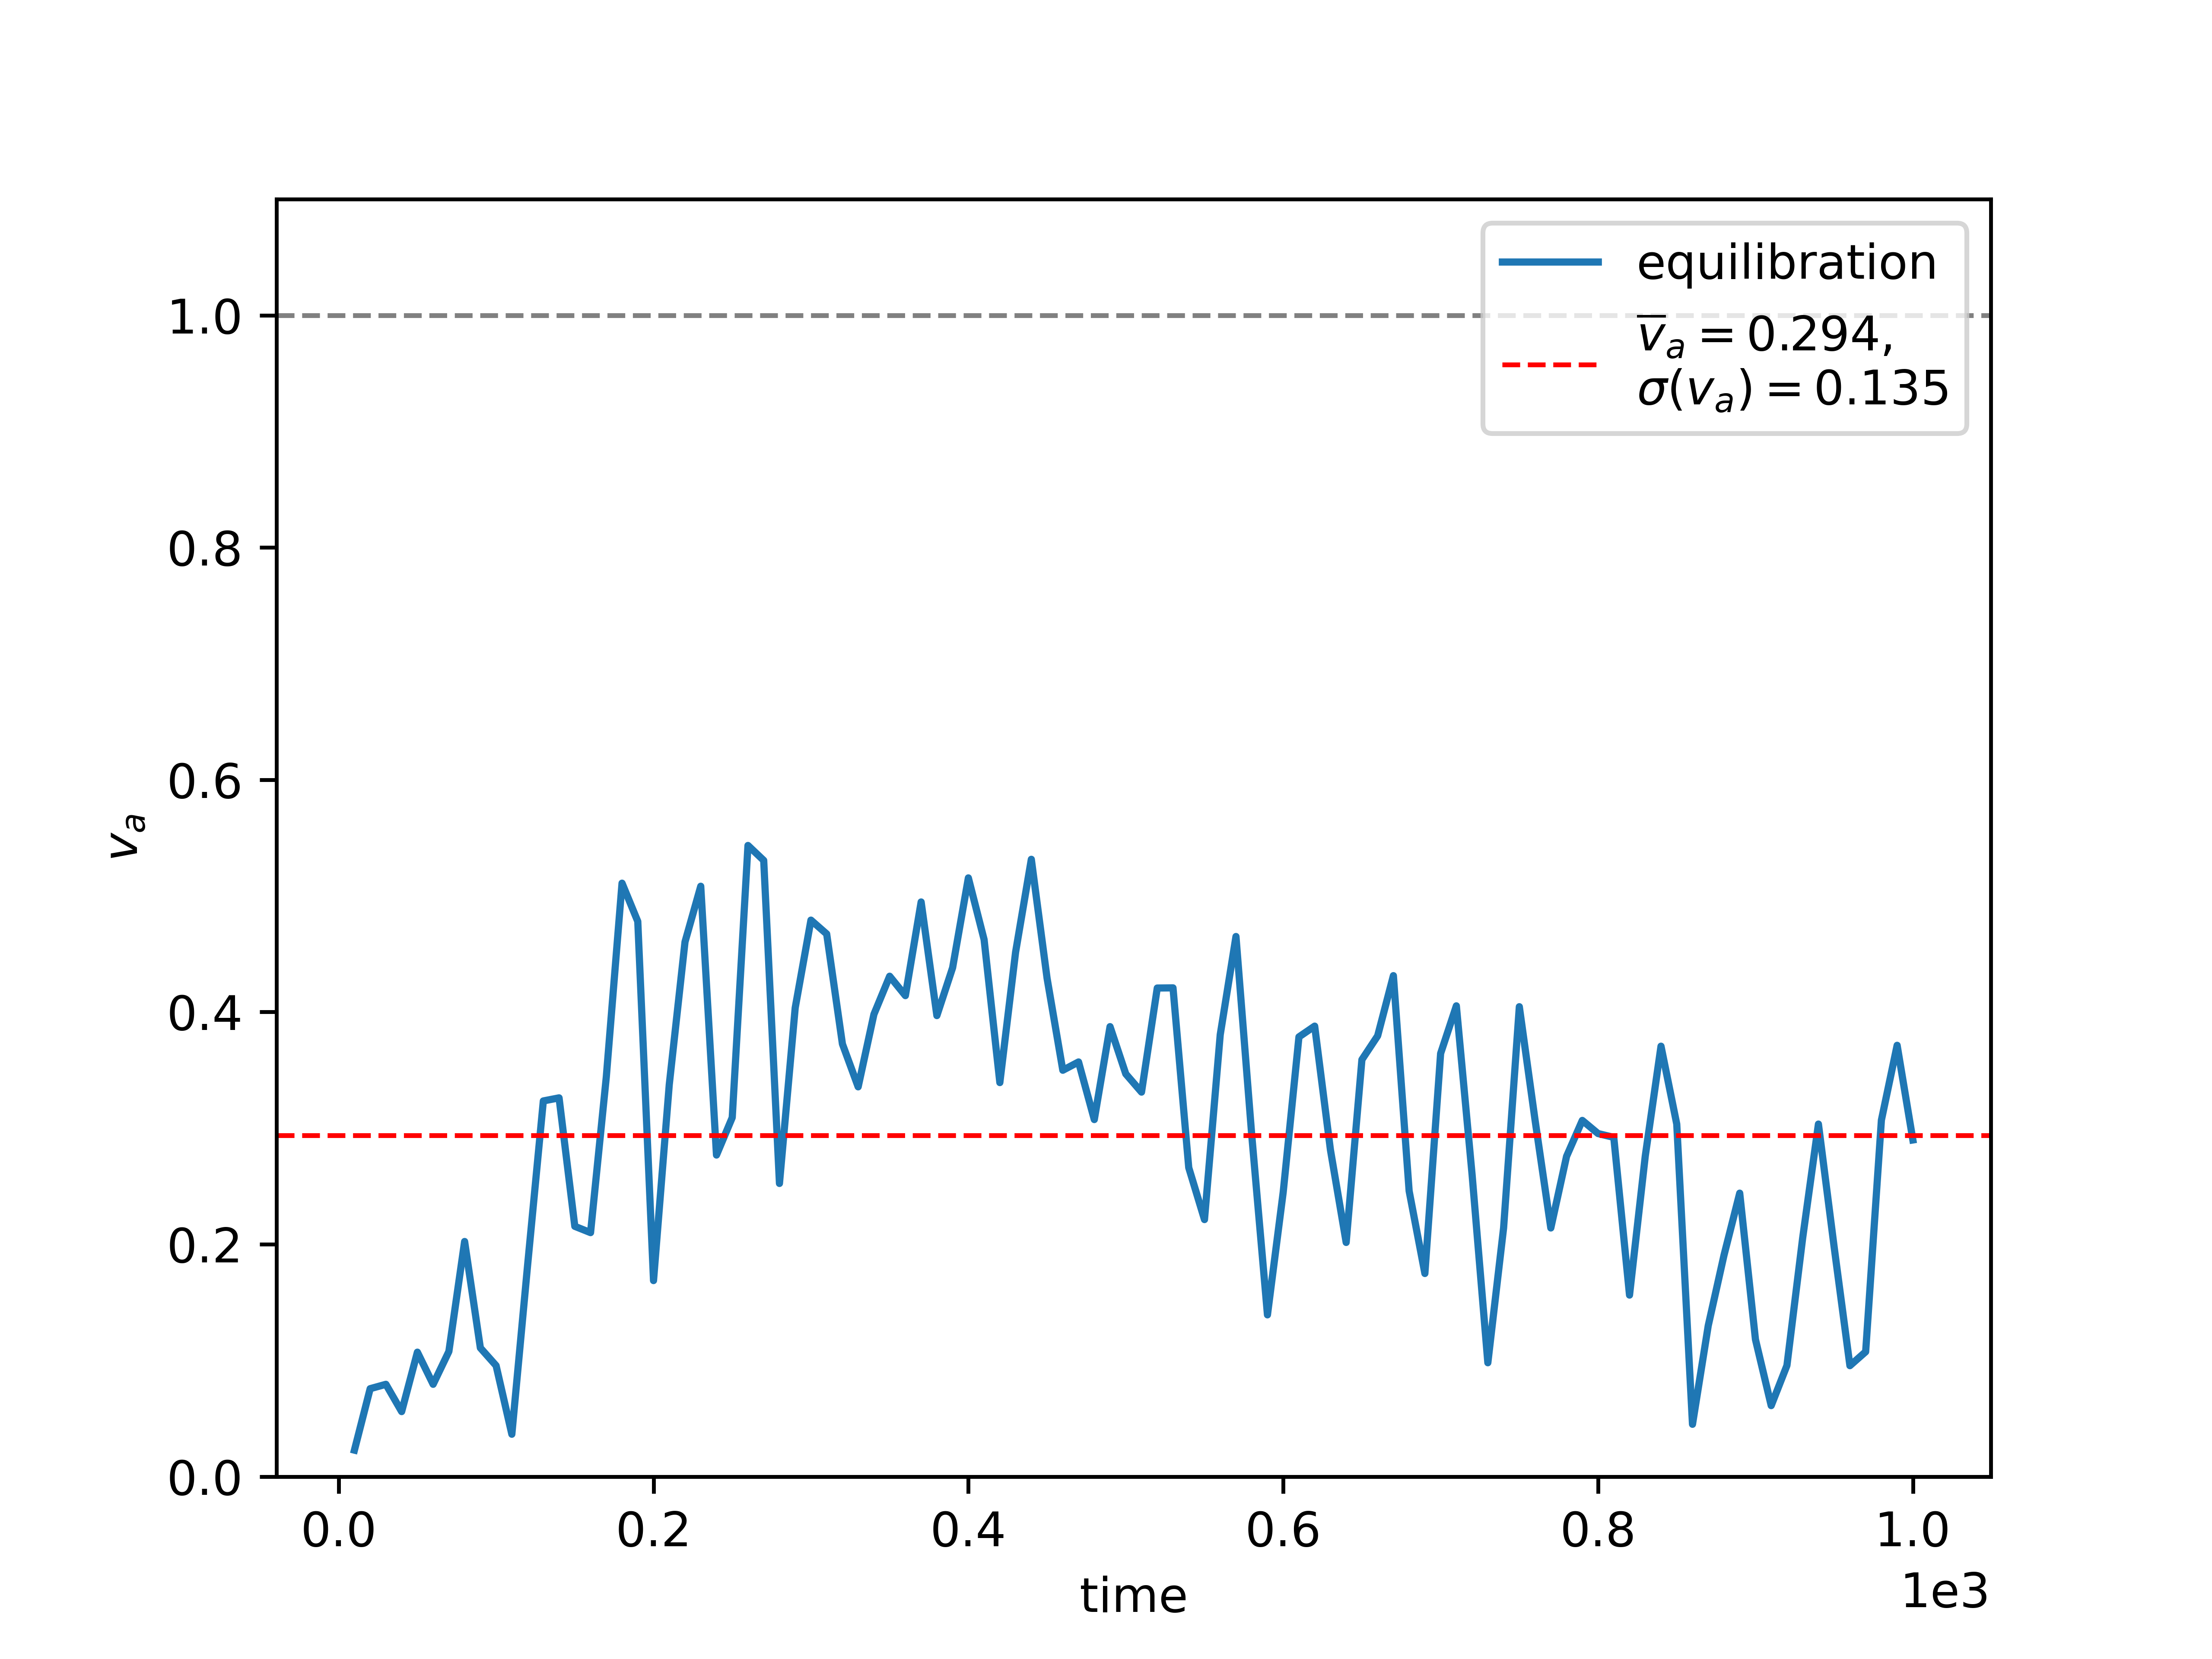 equilibration
v̅ₐ = 0.294,
σ(vₐ) = 0.135
1.0
0.8
0.6
0.4
0.2
0.0
vₐ
0.0 0.2 0.4 0.6 0.8 1.0
time
1e3